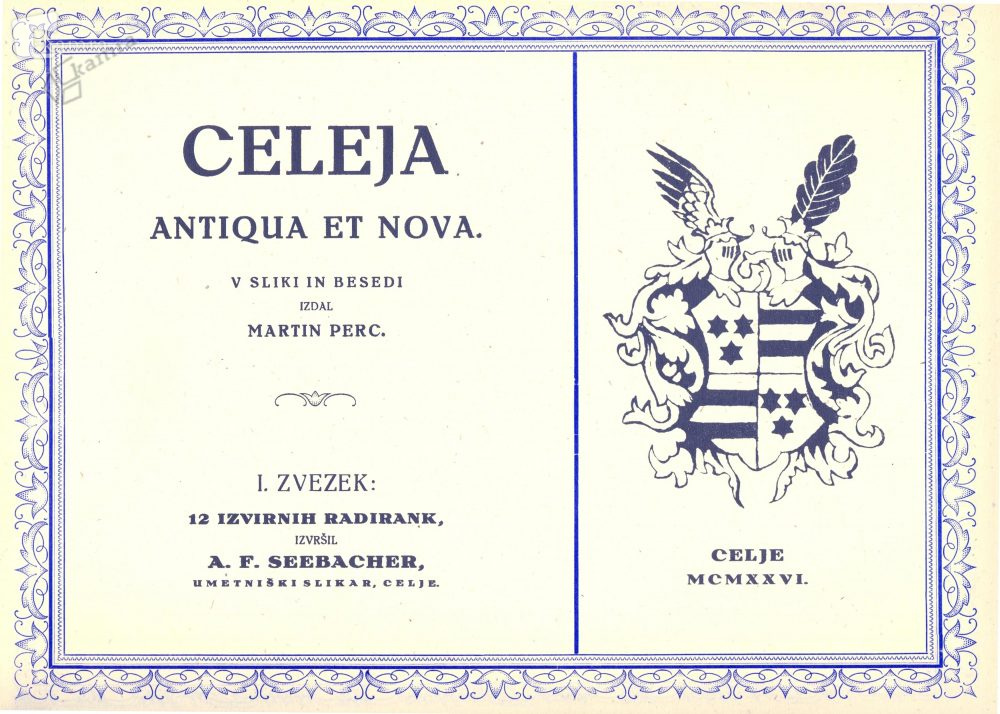 kamra
CELEJA
ANTIQUA ET NOVA.
V SLIKI IN BESEDI
IZDAL
MARTIN PERC.
I. ZVEZEK:
12 IZVIRNIH RADIRANK,
IZVRŠIL
A. F. SEEBACHER,
UMETNIŠKI SLIKAR, CELJE.
CELJE
MCMXXVI.